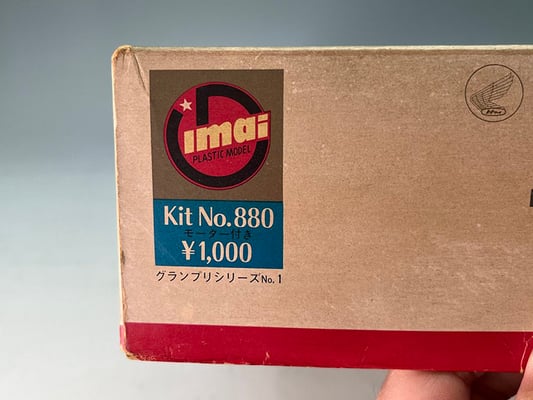 imai
PLASTIC MODEL
Kit No.880
モーター付き
¥1,000
グランプリシリーズNo.1